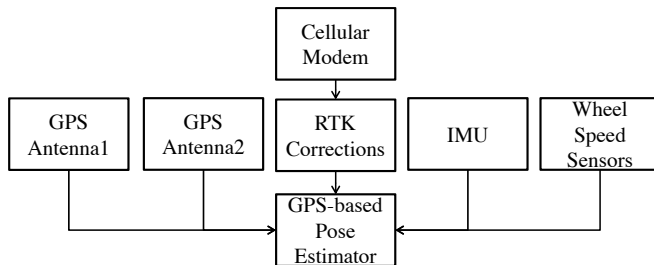 Cellular
Modem
GPS
Antenna1
GPS
Antenna2
RTK
Corrections
IMU
Wheel
Speed
Sensors
GPS-based
Pose
Estimator